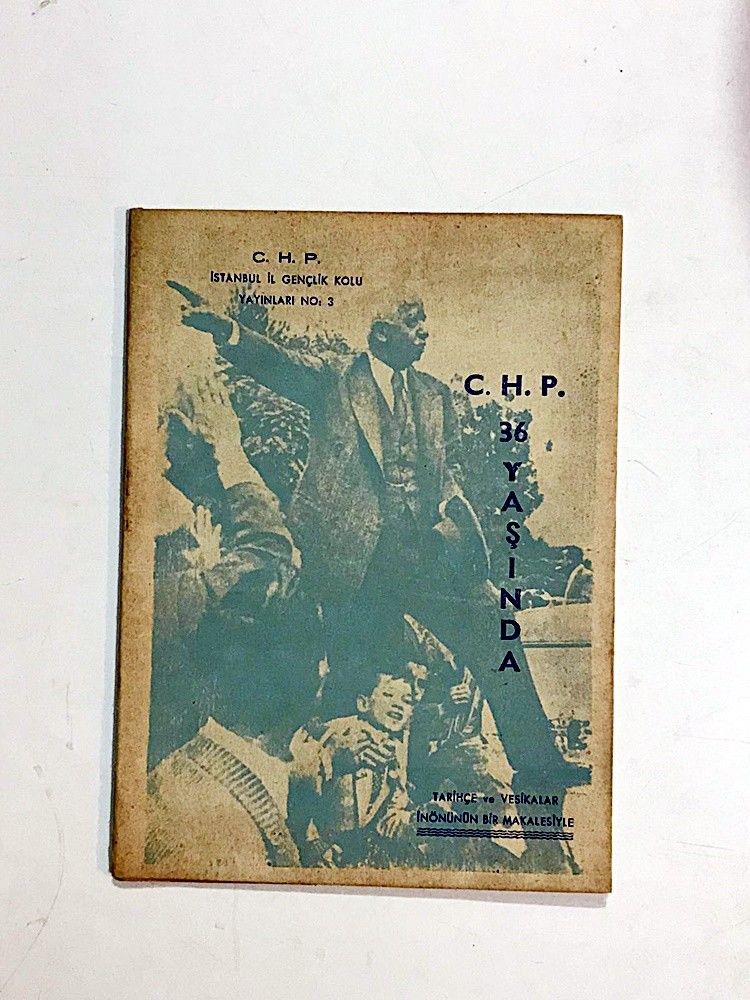 C. H. P.
İSTANBUL İL GENÇLİK KOLU
YAYINLARI NO: 3
C. H. P.
36
YAŞINDA
TARİHÇE ve VESİKALAR
İNÖNÜNÜN BİR MAKALESİYLE